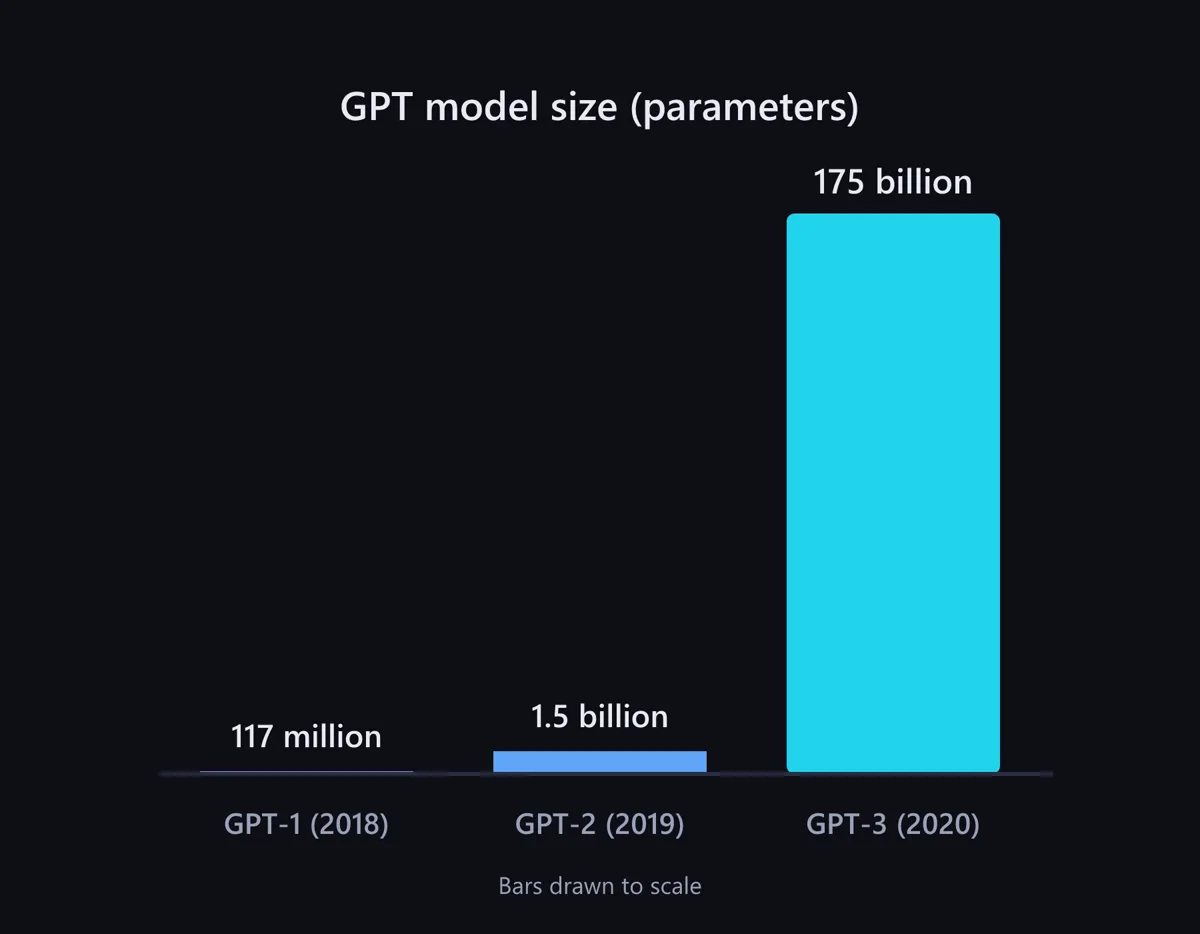 GPT model size (parameters)
175 billion
1.5 billion
117 million
GPT-1 (2018)
GPT-2 (2019)
GPT-3 (2020)
Bars drawn to scale